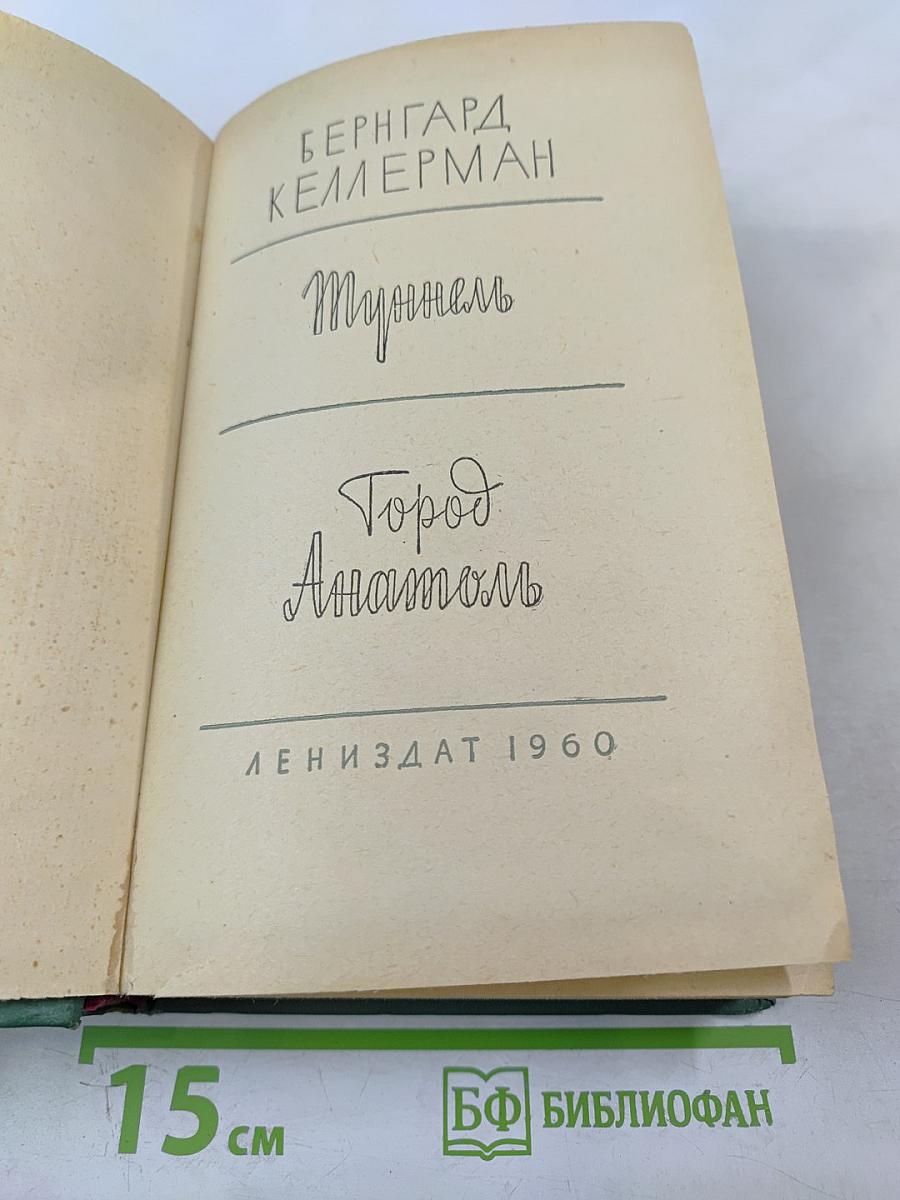 БЕРНГАРД
КЕЛЛЕРМАН
Туннель
Город
Анатоль
ЛЕНИЗДАТ 1960
15 см
БФ БИБЛИОФАН